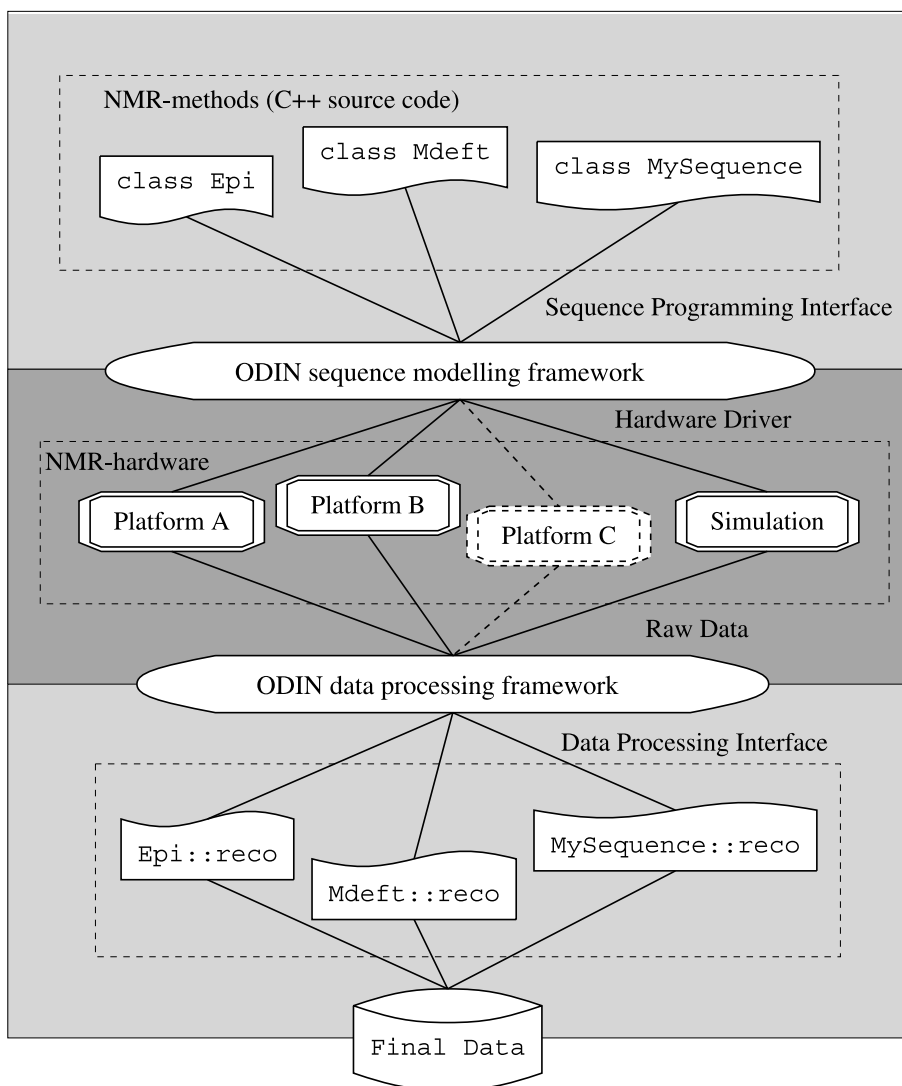 NMR-methods (C++ source code)
class Epi
class Mdeft
class MySequence
Sequence Programming Interface
ODIN sequence modelling framework
Hardware Driver
NMR-hardware
Platform A
Platform B
Platform C
Simulation
Raw Data
ODIN data processing framework
Data Processing Interface
Epi::reco
Mdeft::reco
MySequence::reco
Final Data